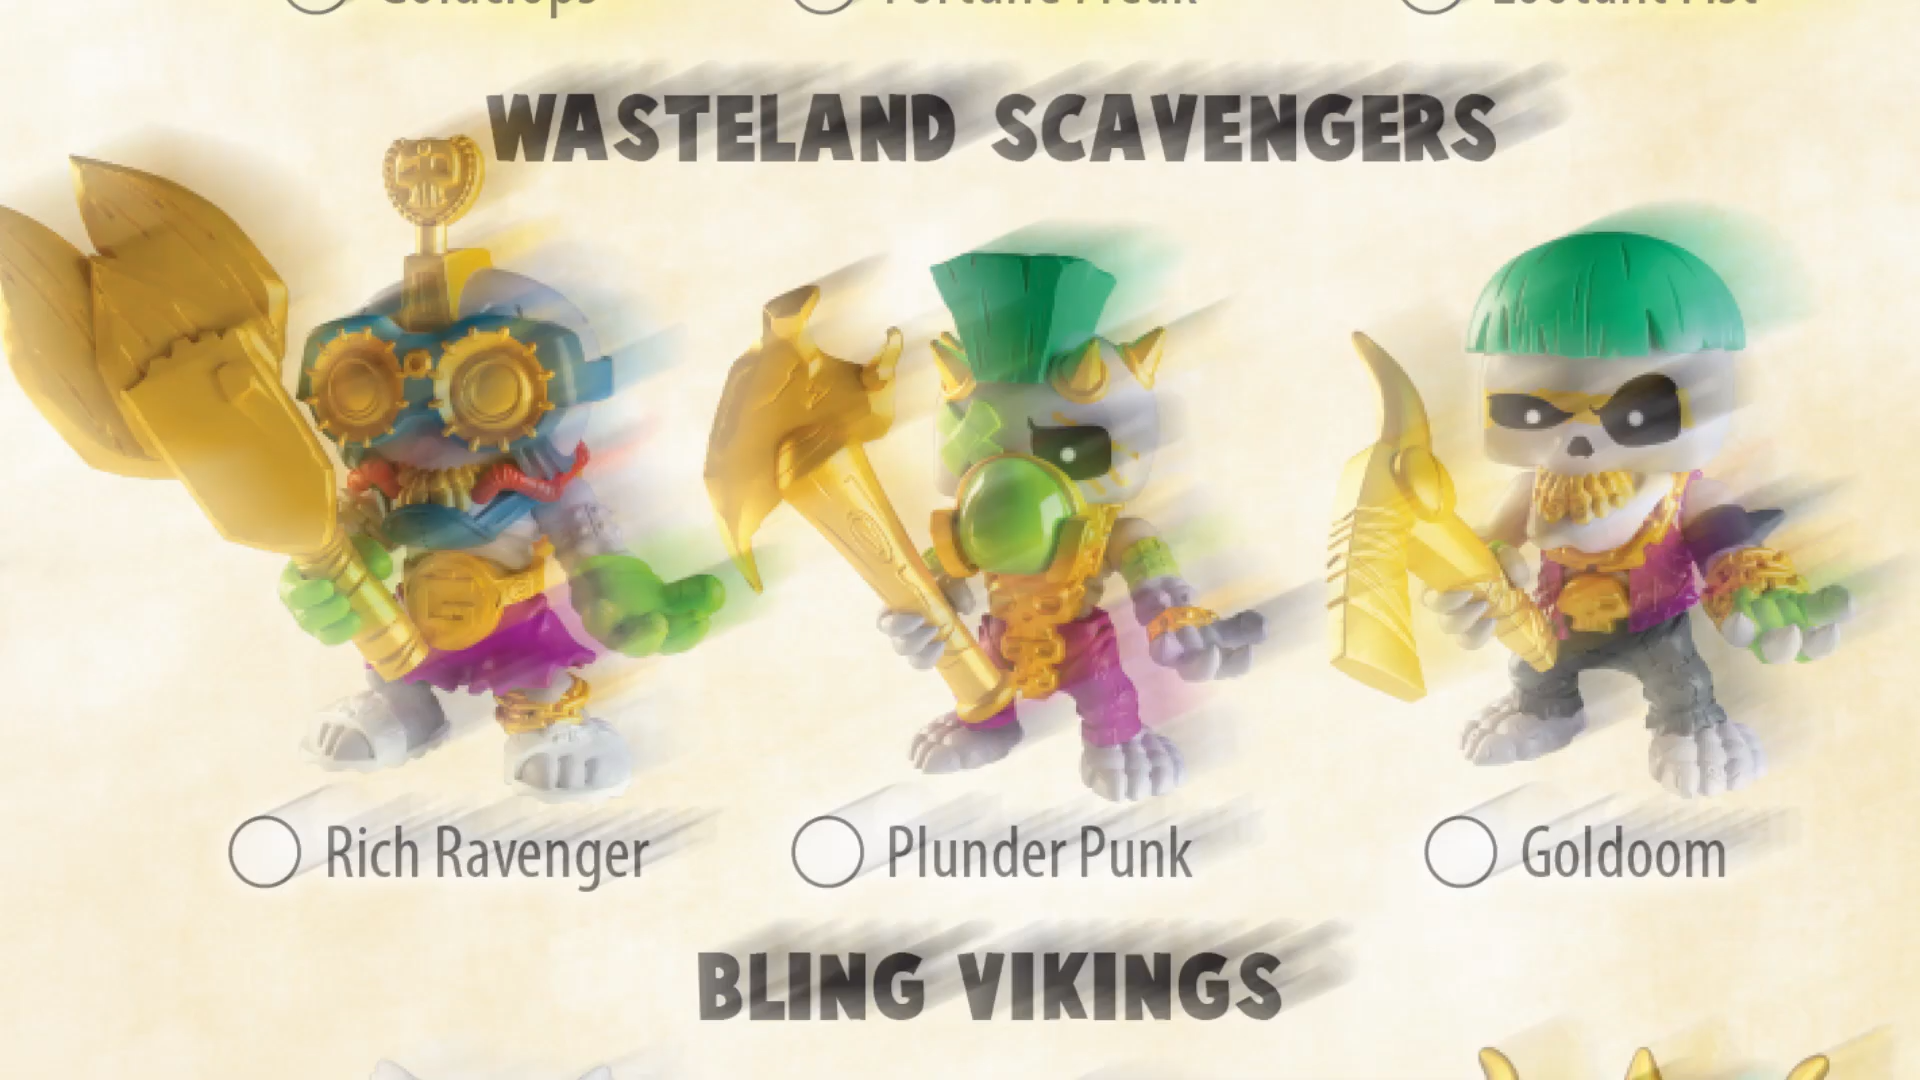 WASTELAND SCAVENGERS
Rich Ravenger
Plunder Punk
Goldoom
BLING VIKINGS